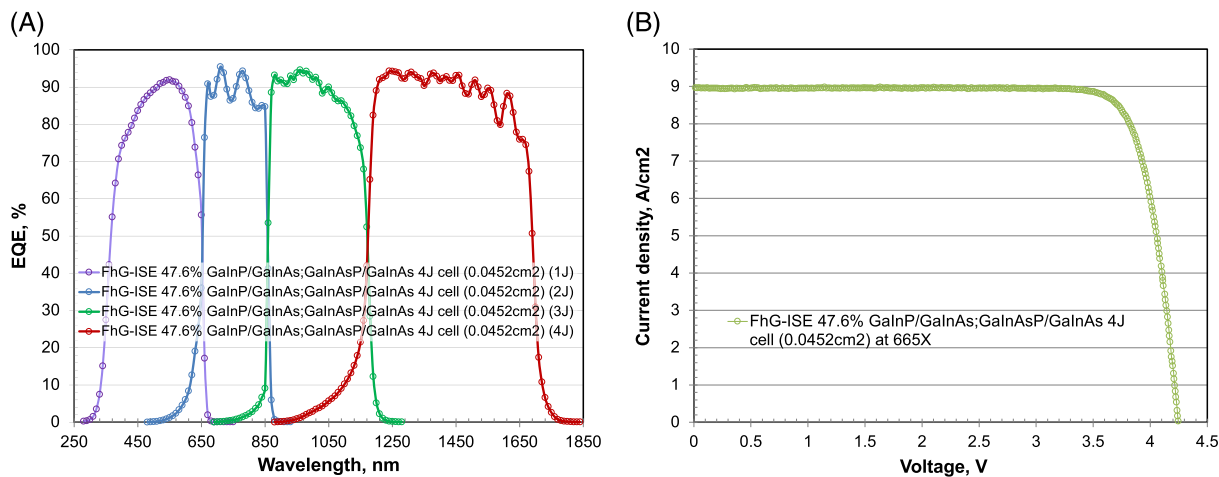 (A)
100
90
80
70
60
50
40
30
20
10
0
EQE, %
FhG-ISE 47.6% GaInP/GaInAs;GaInAsP/GaInAs 4J cell (0.0452cm2) (1J)
FhG-ISE 47.6% GaInP/GaInAs;GaInAsP/GaInAs 4J cell (0.0452cm2) (2J)
FhG-ISE 47.6% GaInP/GaInAs;GaInAsP/GaInAs 4J cell (0.0452cm2) (3J)
FhG-ISE 47.6% GaInP/GaInAs;GaInAsP/GaInAs 4J cell (0.0452cm2) (4J)
250 450 650 850 1050 1250 1450 1650 1850
Wavelength, nm
(B)
10
9
8
7
6
5
4
3
2
1
0
Current density, A/cm2
FhG-ISE 47.6% GaInP/GaInAs;GaInAsP/GaInAs 4J
cell (0.0452cm2) at 665X
0 0.5 1 1.5 2 2.5 3 3.5 4 4.5
Voltage, V